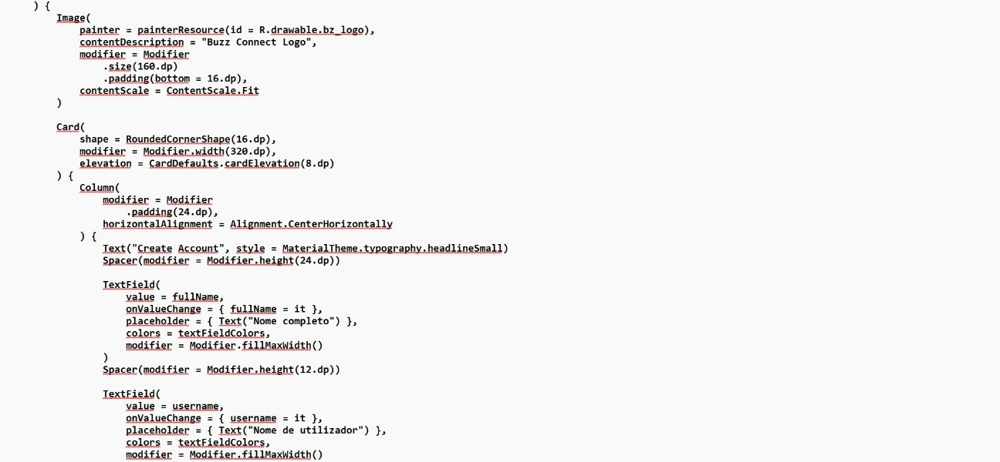 ) {
Image(
painter = painterResource(id = R.drawable.bz_logo),
contentDescription = "Buzz Connect Logo",
modifier = Modifier
.size(160.dp)
.padding(bottom = 16.dp),
contentScale = ContentScale.Fit
)
Card(
shape = RoundedCornerShape(16.dp),
modifier = Modifier.width(320.dp),
elevation = CardDefaults.cardElevation(8.dp)
) {
Column(
modifier = Modifier
.padding(24.dp),
horizontalAlignment = Alignment.CenterHorizontally
) {
Text("Create Account", style = MaterialTheme.typography.headlineSmall)
Spacer(modifier = Modifier.height(24.dp))
TextField(
value = fullName,
onValueChange = { fullName = it },
placeholder = { Text("Nome completo") },
colors = textFieldColors,
modifier = Modifier.fillMaxWidth()
)
Spacer(modifier = Modifier.height(12.dp))
TextField(
value = username,
onValueChange = { username = it },
placeholder = { Text("Nome de utilizador") },
colors = textFieldColors,
modifier = Modifier.fillMaxWidth()